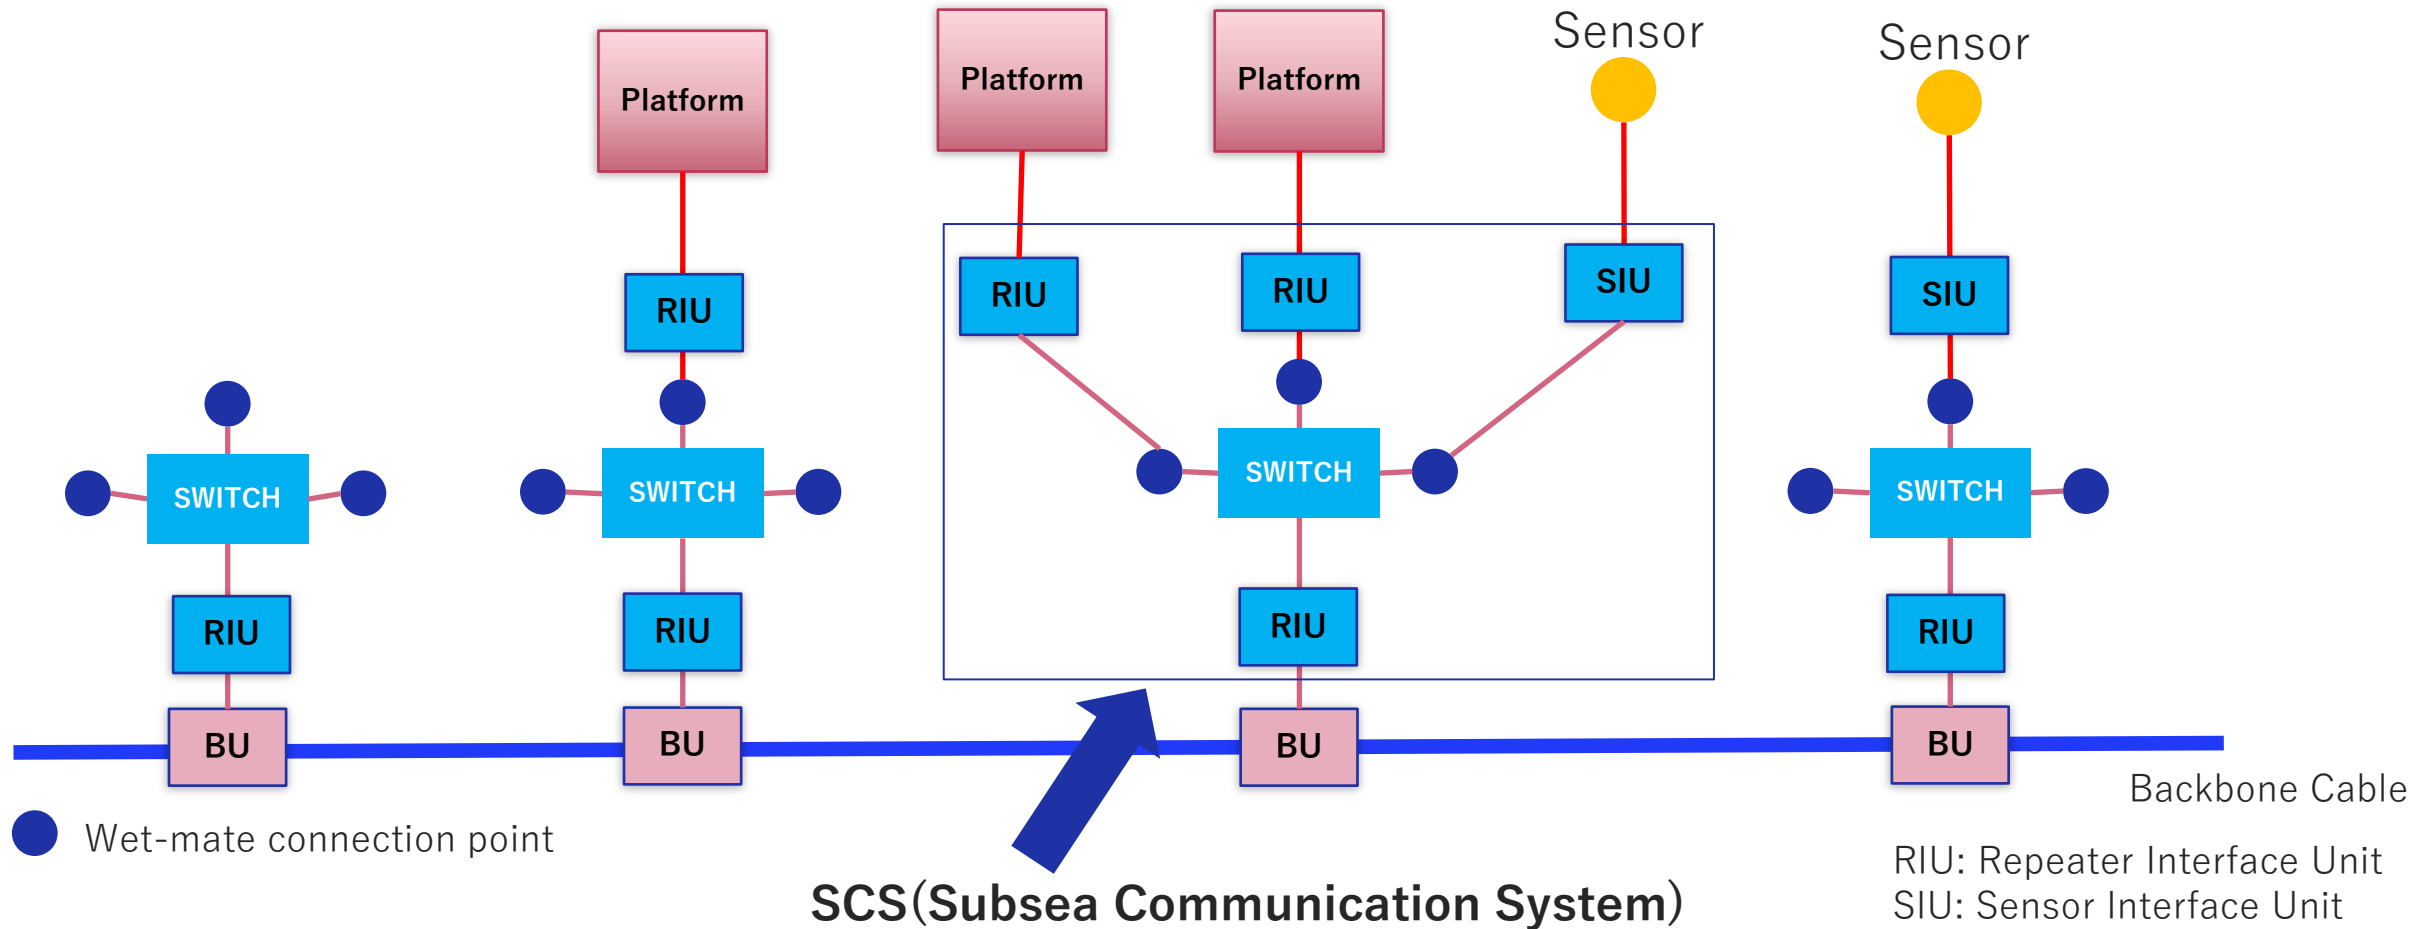 Platform
Platform
Platform
Sensor
Sensor
RIU
RIU
RIU
SIU
SIU
SWITCH
SWITCH
SWITCH
SWITCH
RIU
RIU
RIU
RIU
BU
BU
BU
BU
Backbone Cable
Wet-mate connection point
SCS(Subsea Communication System)
RIU: Repeater Interface Unit
SIU: Sensor Interface Unit